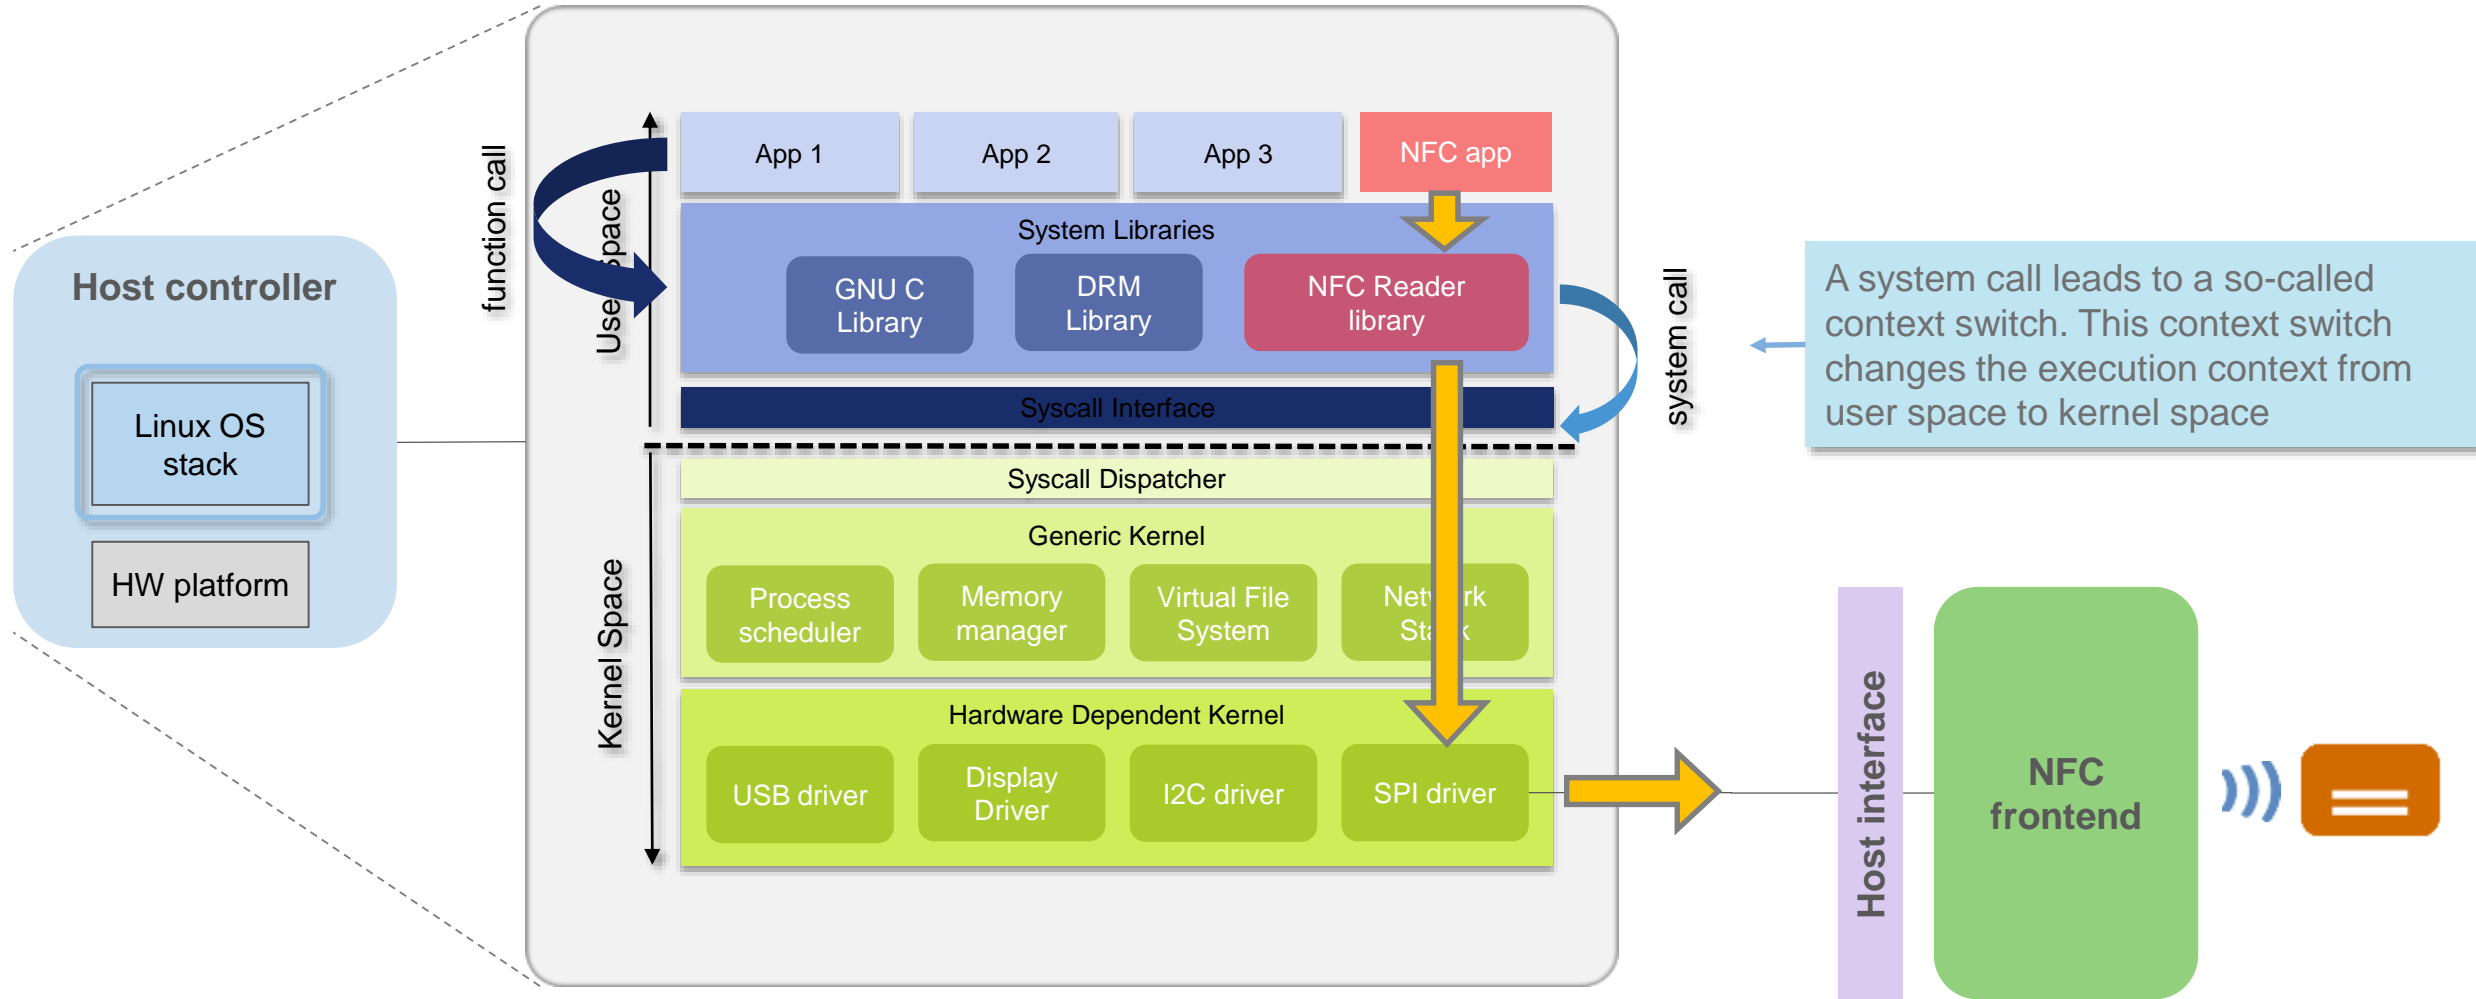 Host controller
Linux OS
stack
HW platform
function call
User Space
Kernel Space
App 1
App 2
App 3
NFC app
System Libraries
GNU C
Library
DRM
Library
NFC Reader
library
Syscall Interface
Syscall Dispatcher
Generic Kernel
Process
scheduler
Memory
manager
Virtual File
System
Network
Stack
Hardware Dependent Kernel
USB driver
Display
Driver
I2C driver
SPI driver
system call
A system call leads to a so-called
context switch. This context switch
changes the execution context from
user space to kernel space
Host interface
NFC
frontend